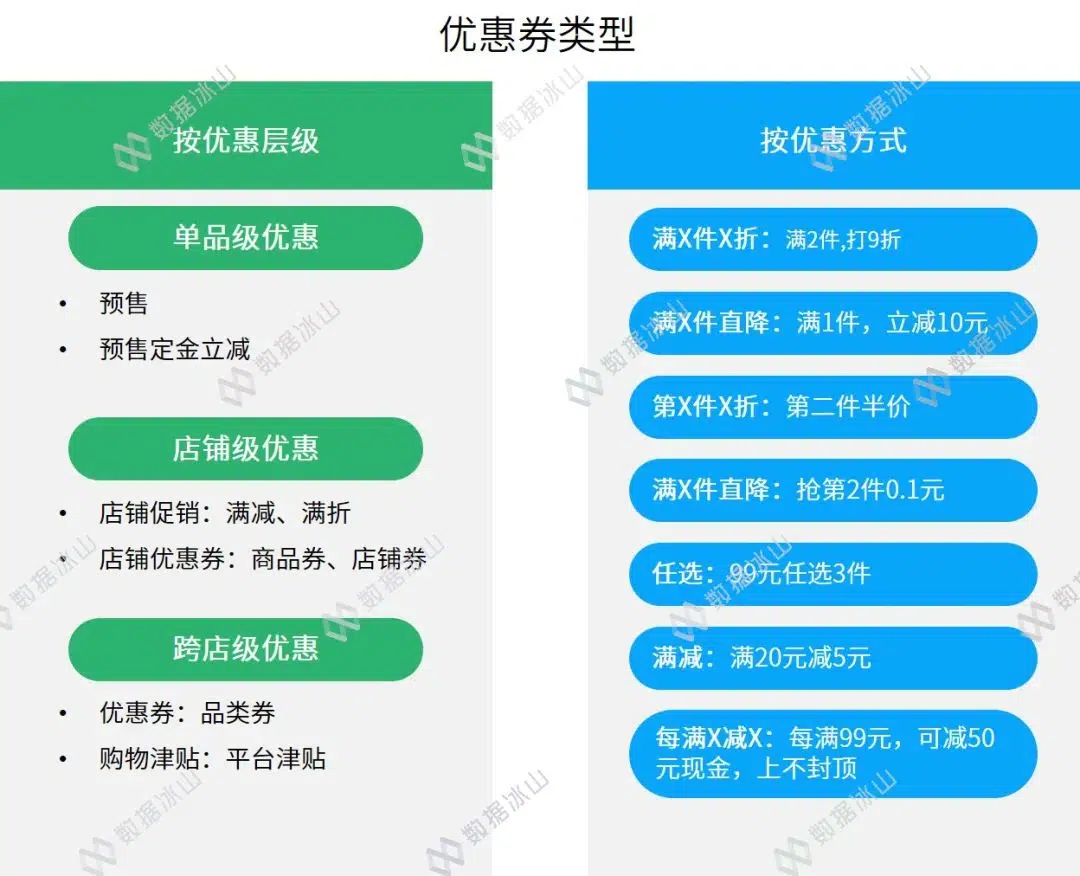 优惠券类型
按优惠层级
单品级优惠
• 预售
• 预售定金立减
店铺级优惠
• 店铺促销：满减、满折
• 店铺优惠券：商品券、店铺券
跨店级优惠
• 优惠券：品类券
• 购物津贴：平台津贴
按优惠方式
满X件X折：满2件,打9折
满X件直降：满1件，立减10元
第X件X折：第二件半价
满X件直降：抢第2件0.1元
任选：99元任选3件
满减：满20元减5元
每满X减X：每满99元，可减50
元现金，上不封顶
数据冰山
数据冰山
数据冰山
数据冰山
数据冰山
数据冰山
数据冰山
数据冰山
数据冰山
数据冰山
数据
数据冰山
数据冰山
数据冰山